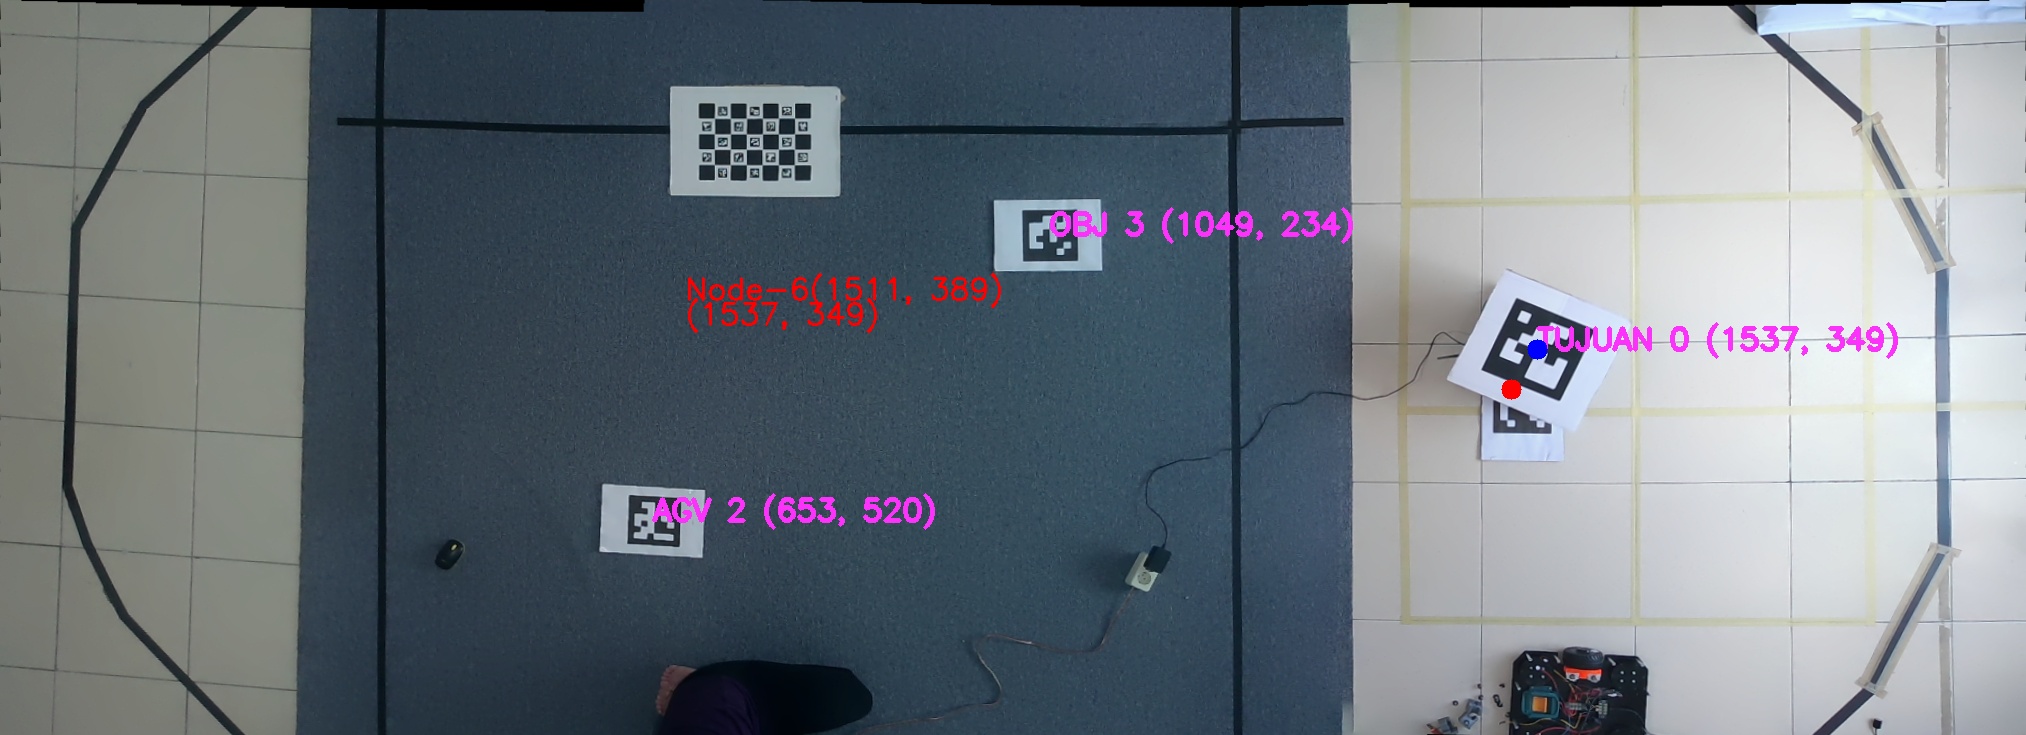 OBJ 3 (1049, 234)
Node-6(1511, 389)
(1537, 349)
TUJUAN 0 (1537, 349)
AGV 2 (653, 520)